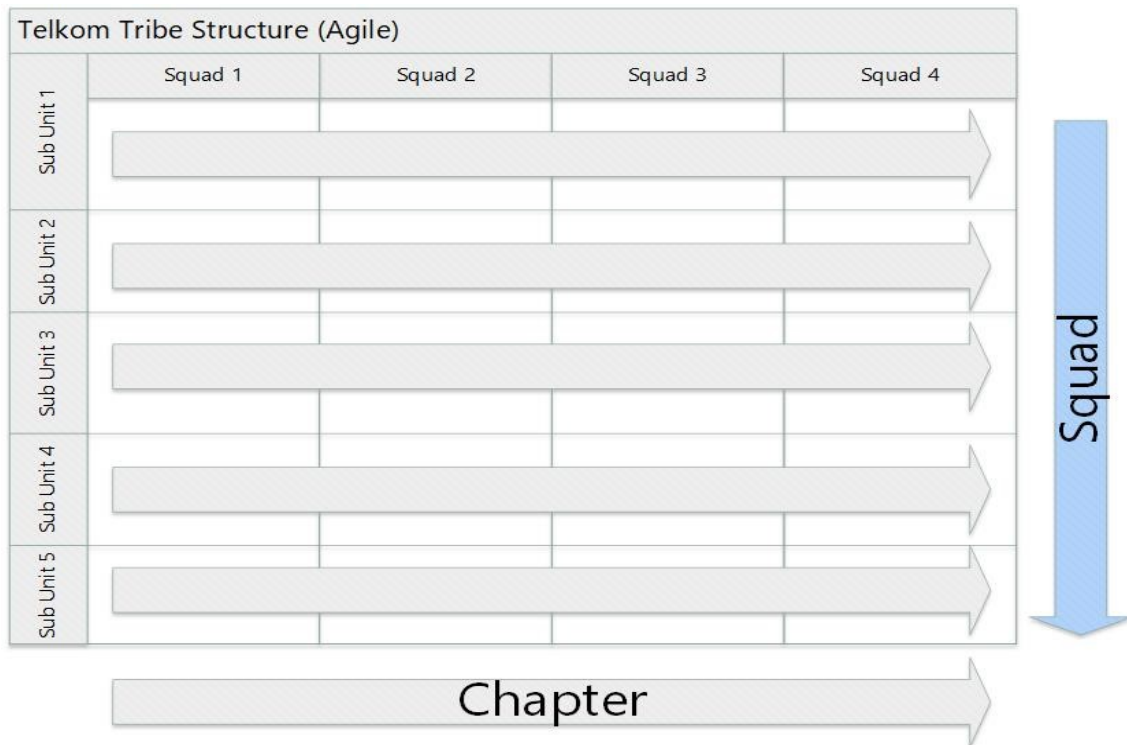 Telkom Tribe Structure (Agile)
Squad 1 Squad 2 Squad 3 Squad 4
Sub Unit 1
Sub Unit 2
Sub Unit 3
Sub Unit 4
Sub Unit 5
Squad
Chapter